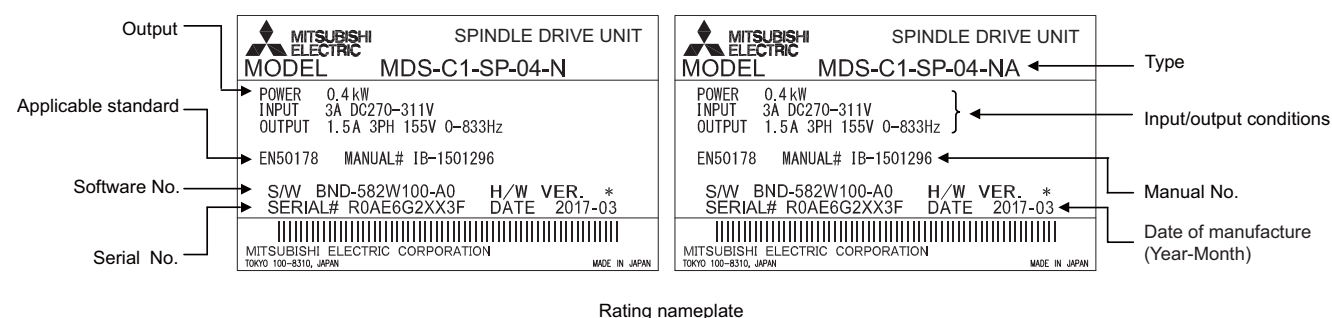 Output
Applicable standard
Software No.
Serial No.
MITSUBISHI
ELECTRIC
SPINDLE DRIVE UNIT
MODEL MDS-C1-SP-04-N
POWER 0.4kW
INPUT 3A DC270-311V
OUTPUT 1.5A 3PH 155V 0-833Hz
EN50178 MANUAL# IB-1501296
S/W BND-582W100-A0 H/W VER. *
SERIAL# R0AE6G2XX3F DATE 2017-03
MITSUBISHI ELECTRIC CORPORATION
TOKYO 100-8310, JAPAN MADE IN JAPAN
MITSUBISHI
ELECTRIC
SPINDLE DRIVE UNIT
MODEL MDS-C1-SP-04-NA
POWER 0.4kW
INPUT 3A DC270-311V
OUTPUT 1.5A 3PH 155V 0-833Hz
EN50178 MANUAL# IB-1501296
S/W BND-582W100-A0 H/W VER. *
SERIAL# R0AE6G2XX3F DATE 2017-03
MITSUBISHI ELECTRIC CORPORATION
TOKYO 100-8310, JAPAN MADE IN JAPAN
Type
Input/output conditions
Manual No.
Date of manufacture
(Year-Month)
Rating nameplate